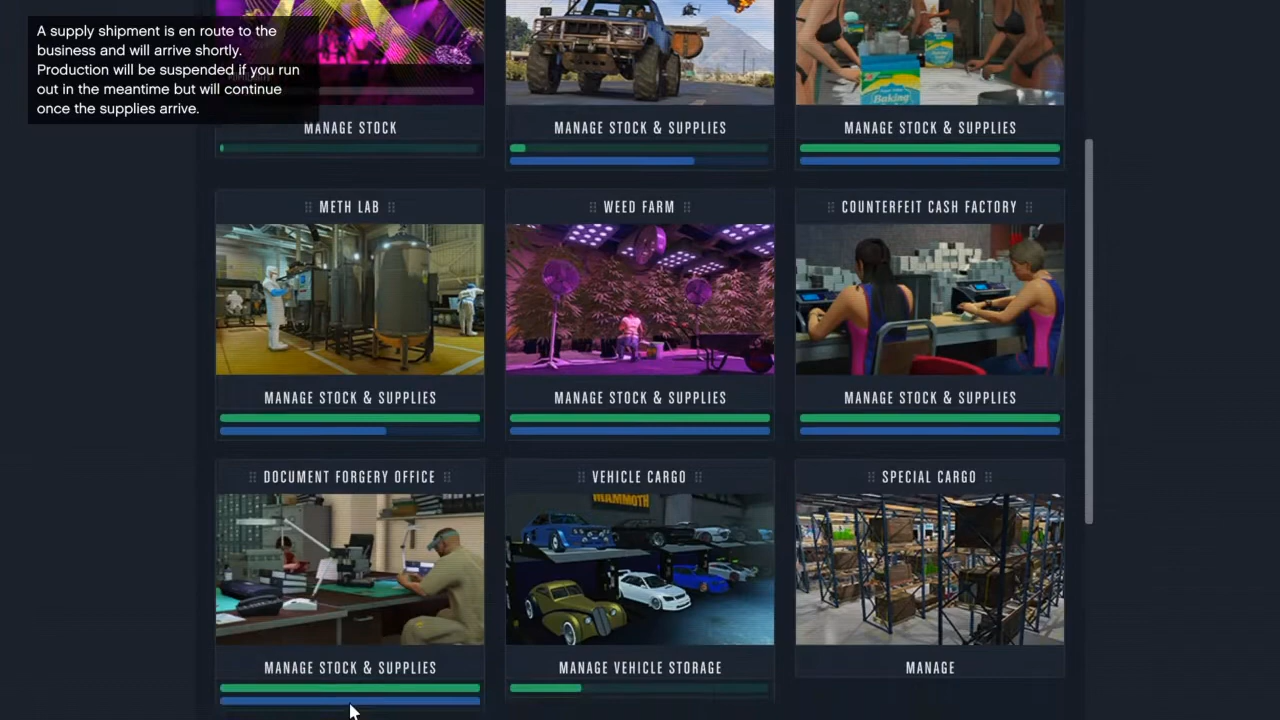 A supply shipment is en route to the
business and will arrive shortly.
Production will be suspended if you run
out in the meantime but will continue
once the supplies arrive.
MANAGE STOCK
MANAGE STOCK & SUPPLIES
MANAGE STOCK & SUPPLIES
Baking
METH LAB
WEED FARM
COUNTERFEIT CASH FACTORY
MANAGE STOCK & SUPPLIES
MANAGE STOCK & SUPPLIES
MANAGE STOCK & SUPPLIES
DOCUMENT FORGERY OFFICE
VEHICLE CARGO
SPECIAL CARGO
MAMMOTH
MANAGE STOCK & SUPPLIES
MANAGE VEHICLE STORAGE
MANAGE